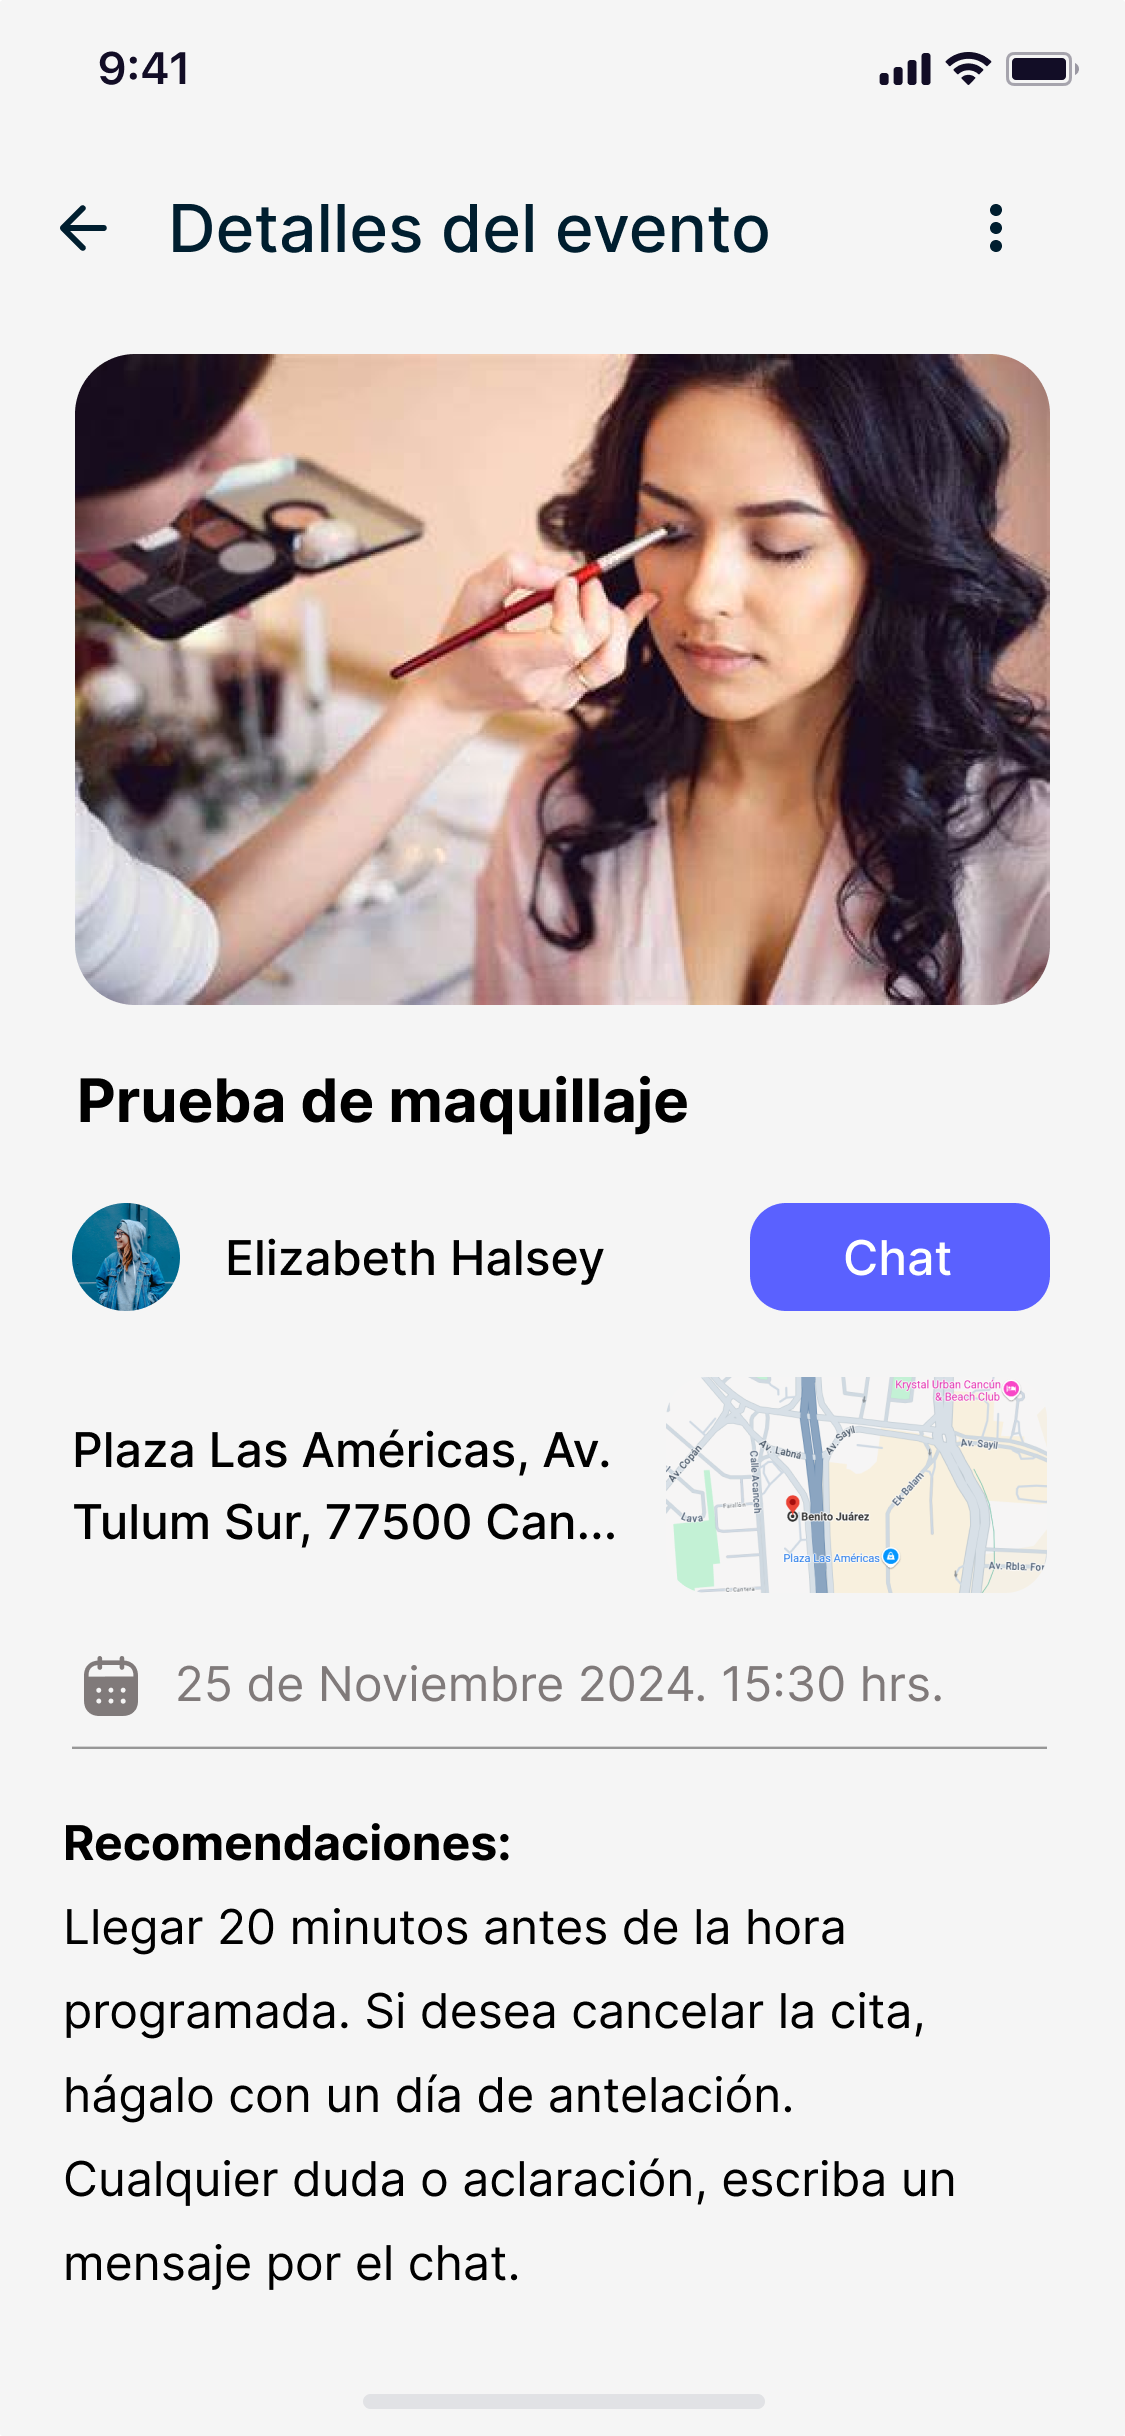 9:41
Detalles del evento
Prueba de maquillaje
Elizabeth Halsey
Chat
Plaza Las Américas, Av.
Tulum Sur, 77500 Can...
Krystal Urban Cancún
& Beach Club
Av. Copán
Av. Labná
Av. Sayil
Av. Sayil
Calle Acanceh
Ek Balam
Lava
Benito Juárez
Plaza Las Américas
Av. Rbla. For
25 de Noviembre 2024. 15:30 hrs.
Recomendaciones:
Llegar 20 minutos antes de la hora
programada. Si desea cancelar la cita,
hágalo con un día de antelación.
Cualquier duda o aclaración, escriba un
mensaje por el chat.